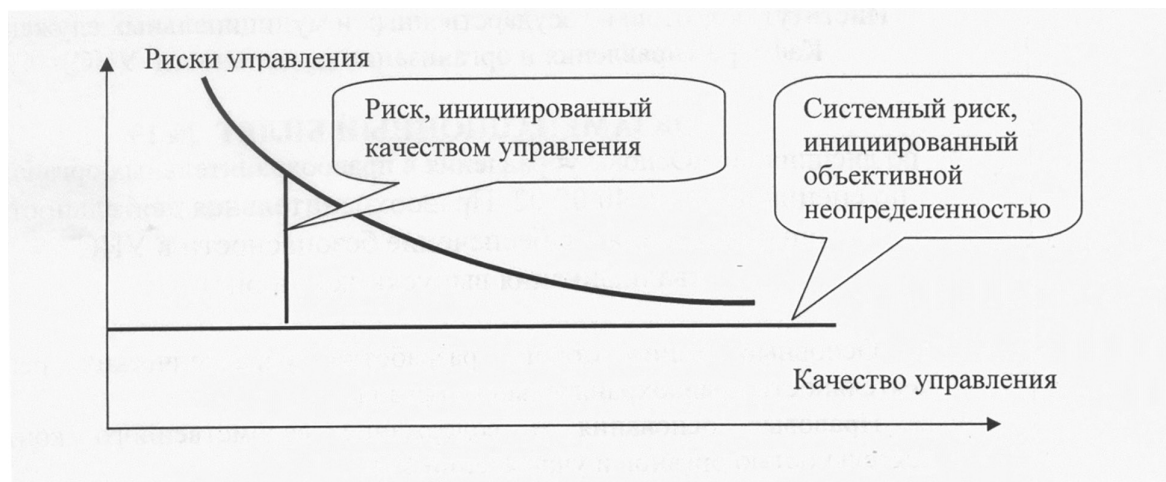 Риски управления
Риск, инициированный
качеством управления
Системный риск,
инициированный
объективной
неопределенностью
Качество управления